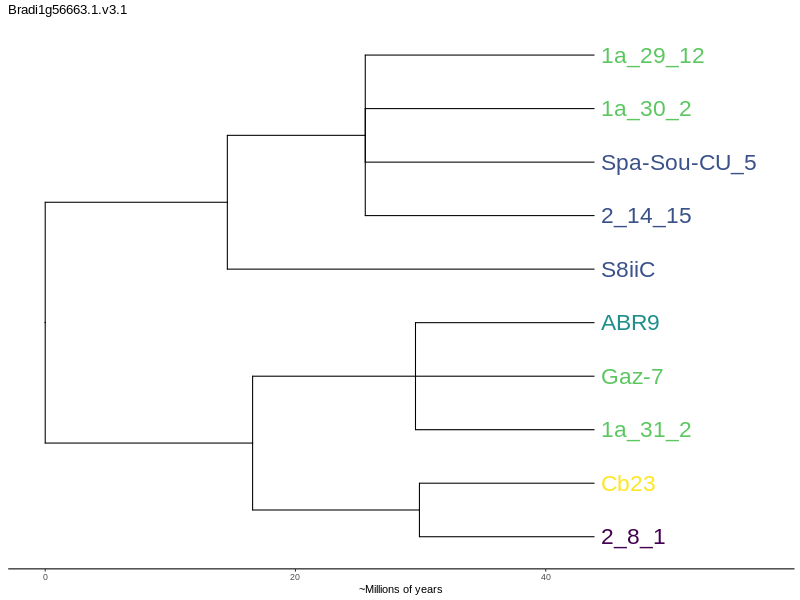 Bradi1g56663.1.v3.1
1a_29_12
1a_30_2
Spa-Sou-CU_5
2_14_15
S8iiC
ABR9
Gaz-7
1a_31_2
Cb23
2_8_1
0 20 40
~Millions of years